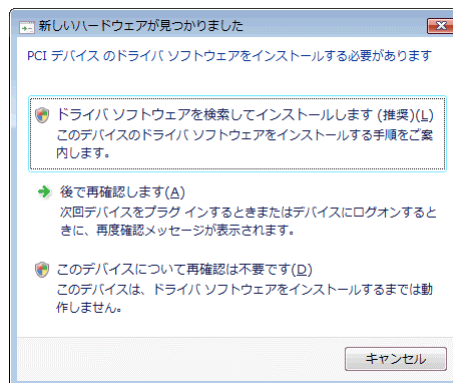 新しいハードウェアが見つかりました
PCI デバイス のドライバ ソフトウェアをインストールする必要があります
ドライバ ソフトウェアを検索してインストールします (推奨)(L)
このデバイスのドライバ ソフトウェアをインストールする手順をご案
内します。
後で再確認します(A)
次回デバイスをプラグ インするときまたはデバイスにログオンすると
きに、再度確認メッセージが表示されます。
このデバイスについて再確認は不要です(D)
このデバイスは、ドライバ ソフトウェアをインストールするまでは動
作しません。
キャンセル